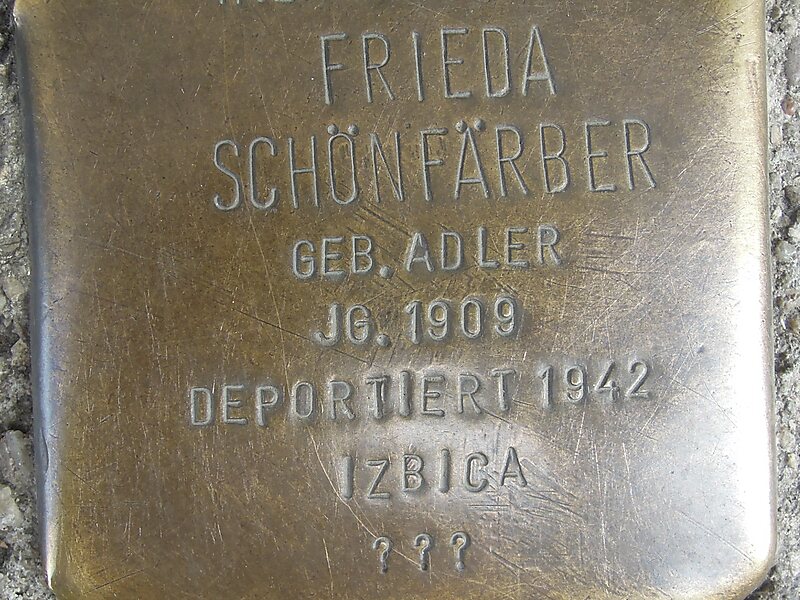 FRIEDA
SCHÖNFÄRBER
GEB. ADLER
JG. 1909
DEPORTIERT 1942
IZBICA
???